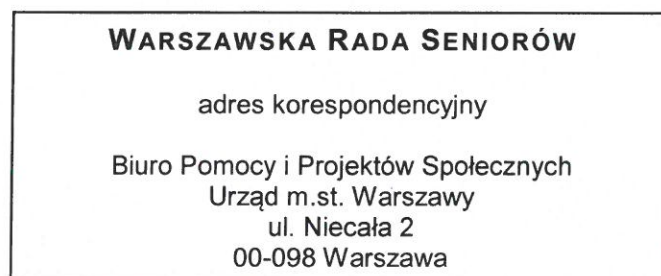 WARSZAWSKA RADA SENIORÓW
adres korespondencyjny
Biuro Pomocy i Projektów Społecznych
Urząd m.st. Warszawy
ul. Niecała 2
00-098 Warszawa